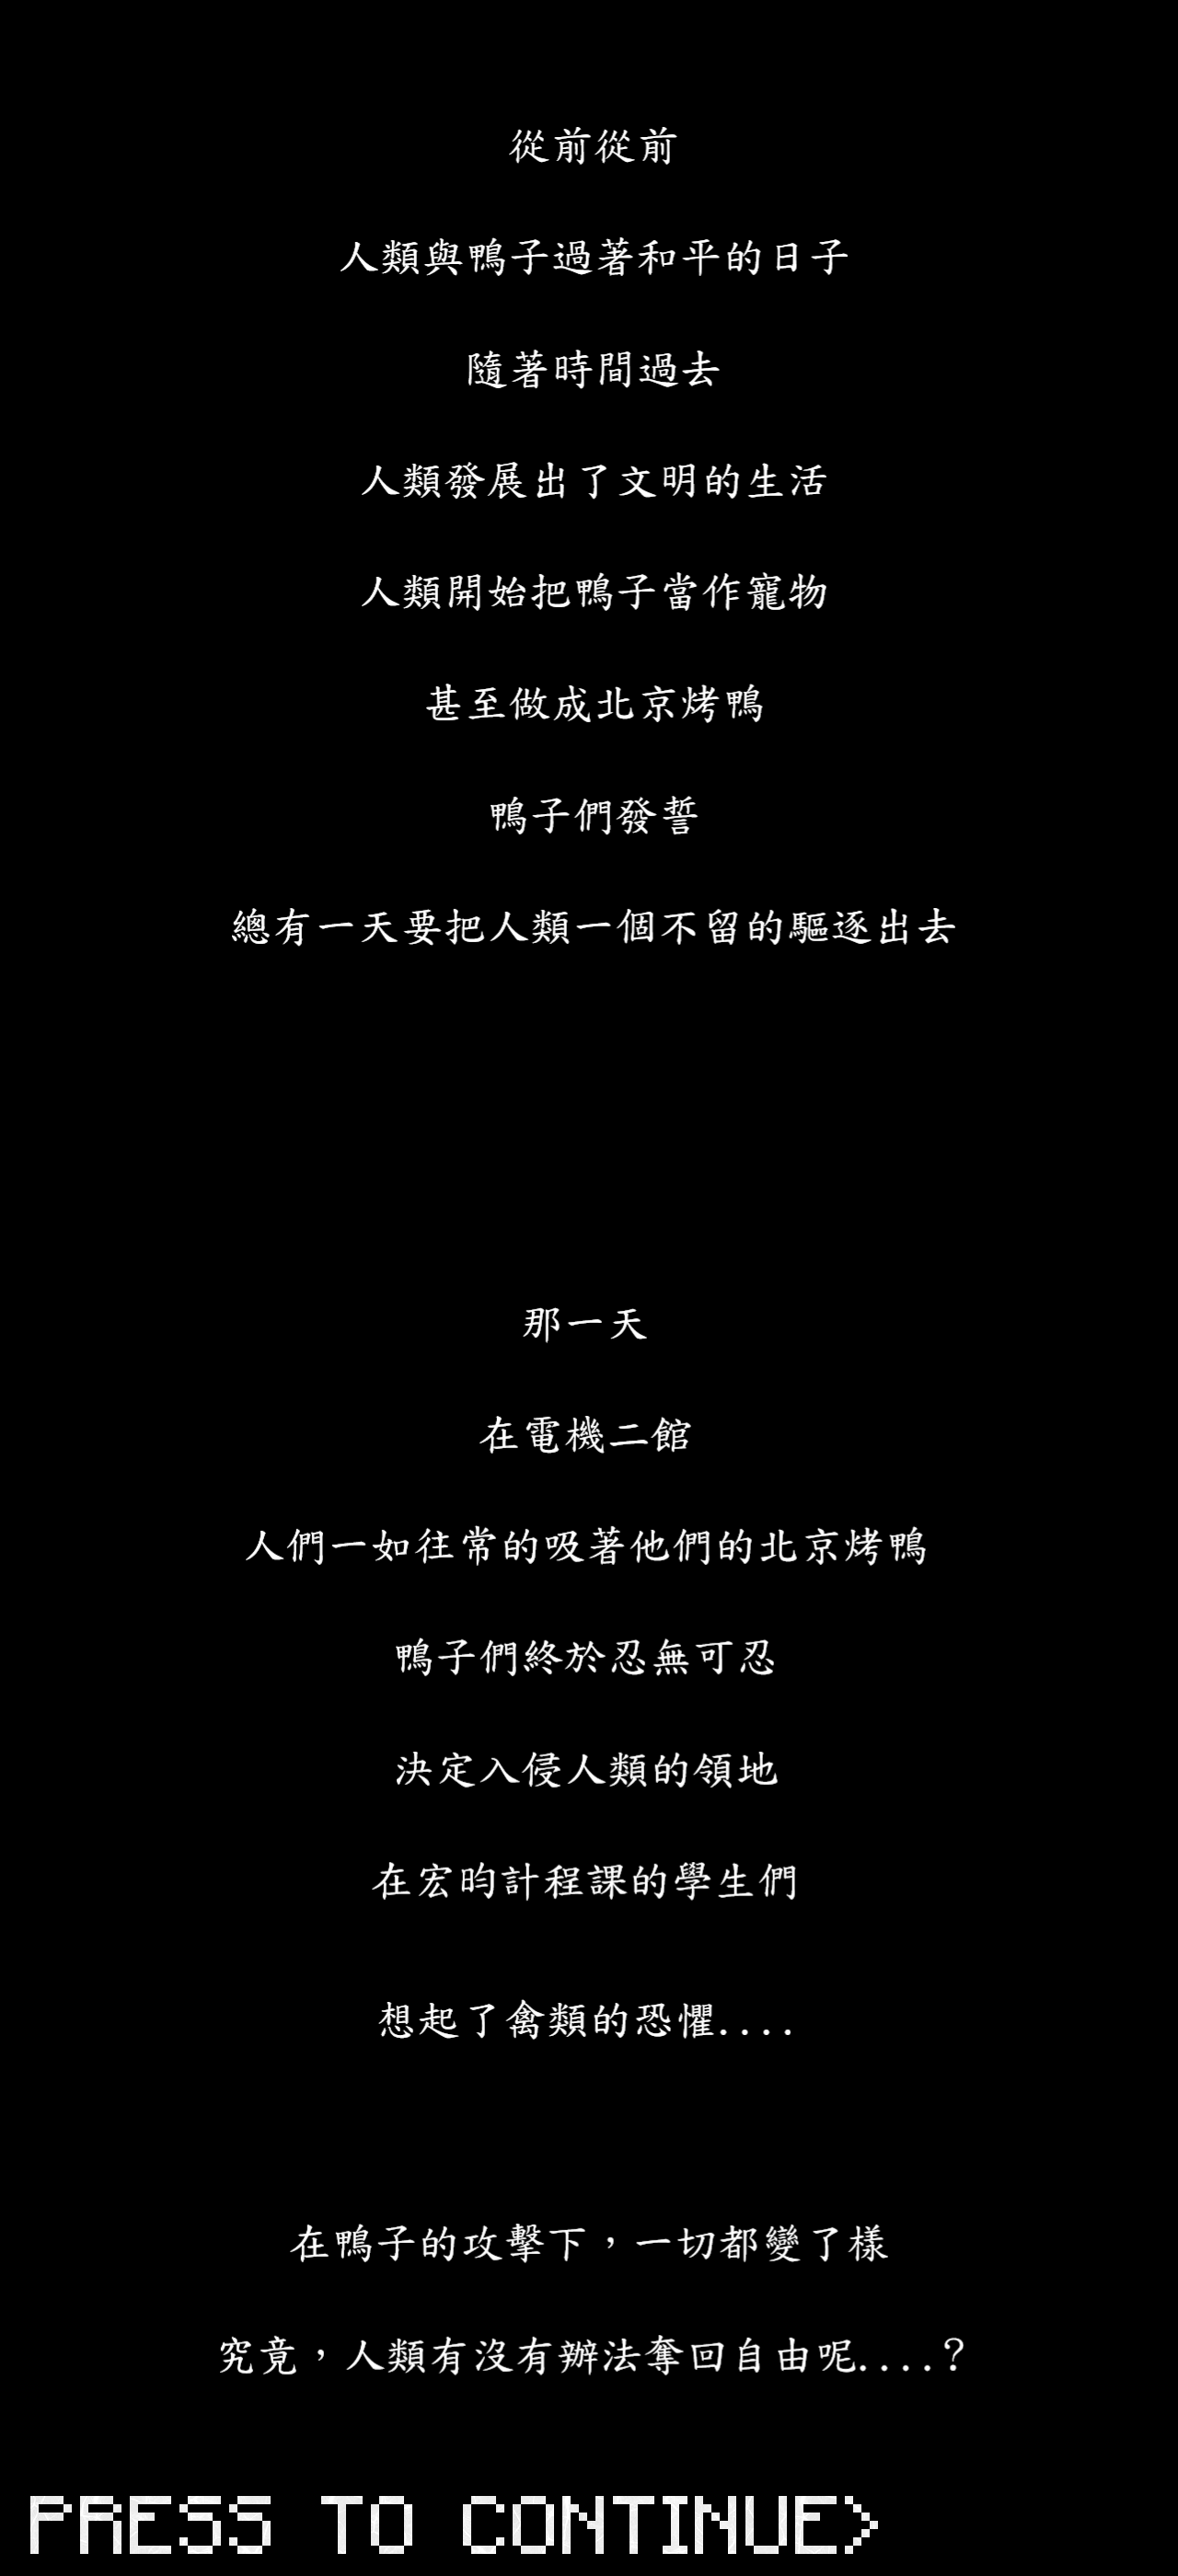 從前從前
人類與鴨子過著和平的日子
隨著時間過去
人類發展出了文明的生活
人類開始把鴨子當作寵物
甚至做成北京烤鴨
鴨子們發誓
總有一天要把人類一個不留的驅逐出去
那一天
在電機二館
人們一如往常的吸著他們的北京烤鴨
鴨子們終於忍無可忍
決定入侵人類的領地
在宏昀計程課的學生們
想起了禽類的恐懼....
在鴨子的攻擊下，一切都變了樣
究竟，人類有沒有辦法奪回自由呢....?
PRESS TO CONTINUE>